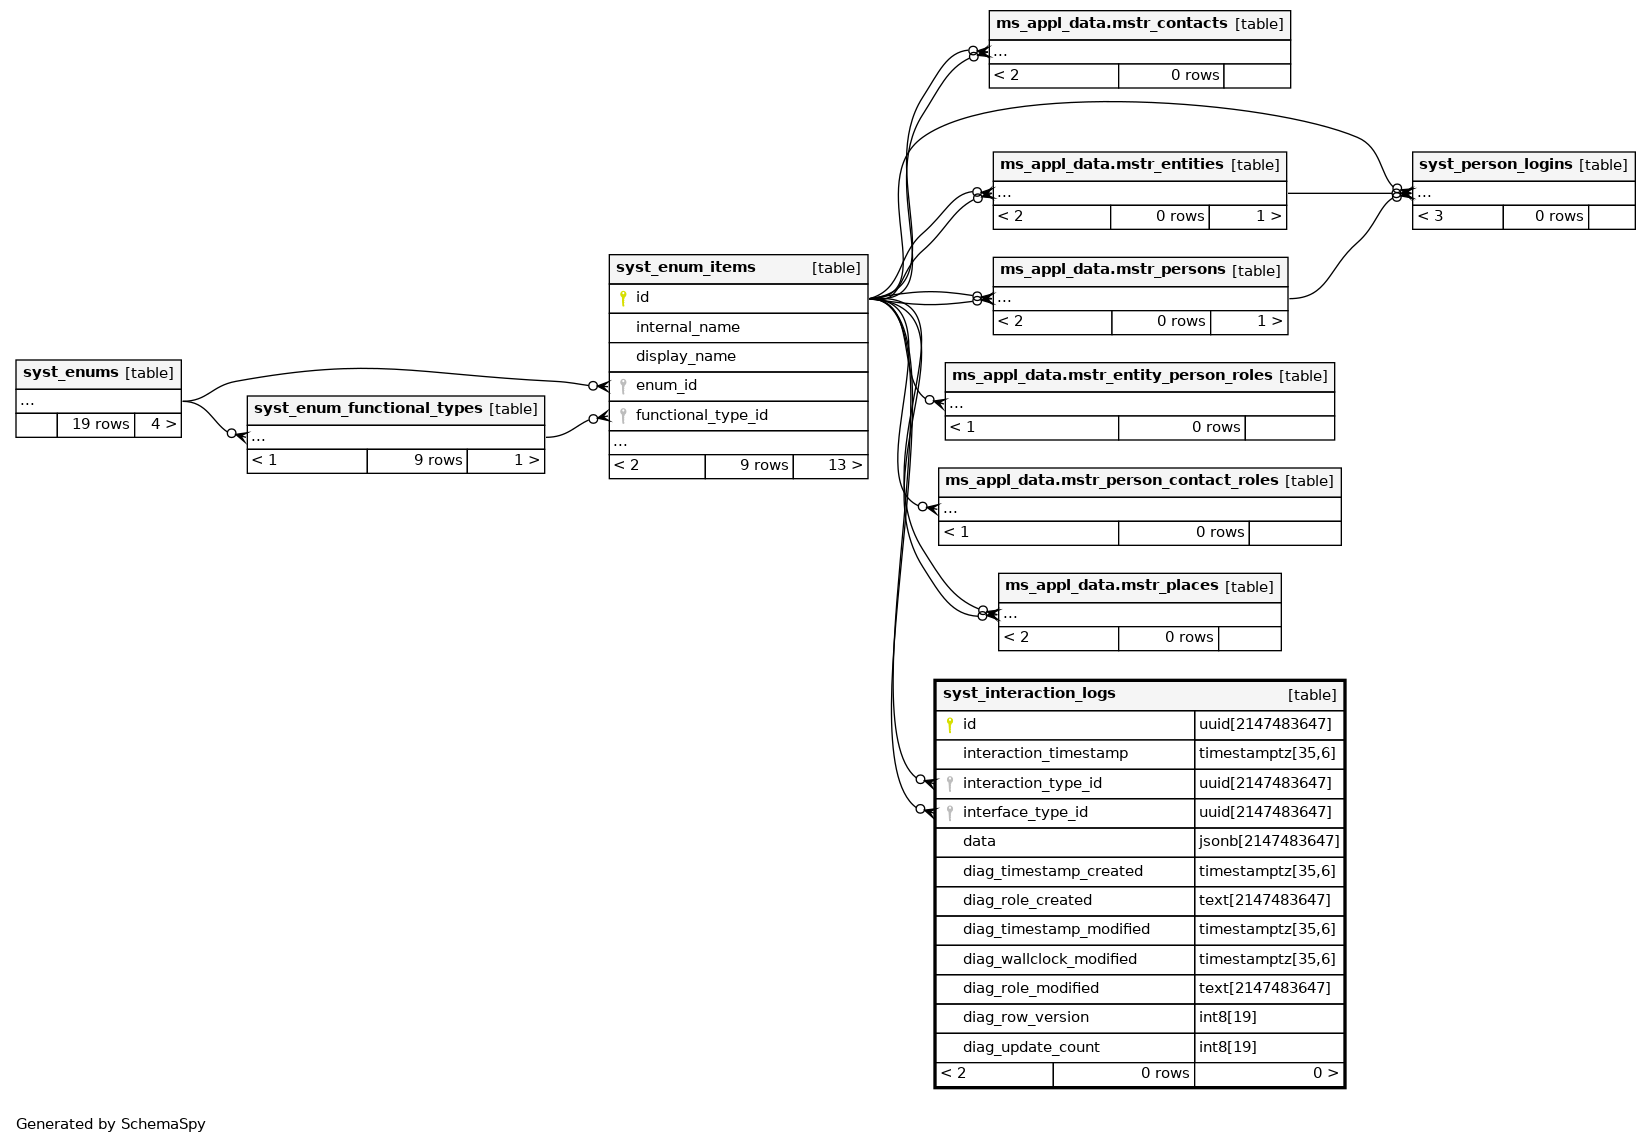 ms_appl_data.mstr_contacts [table]
...
< 2 0 rows
ms_appl_data.mstr_entities [table]
...
< 2 0 rows 1 >
syst_person_logins [table]
...
< 3 0 rows
syst_enum_items [table]
id
internal_name
display_name
enum_id
functional_type_id
...
< 2 9 rows 13 >
ms_appl_data.mstr_persons [table]
...
< 2 0 rows 1 >
syst_enums [table]
...
19 rows 4 >
syst_enum_functional_types [table]
...
< 1 9 rows 1 >
ms_appl_data.mstr_entity_person_roles [table]
...
< 1 0 rows
ms_appl_data.mstr_person_contact_roles [table]
...
< 1 0 rows
ms_appl_data.mstr_places [table]
...
< 2 0 rows
syst_interaction_logs [table]
id uuid[2147483647]
interaction_timestamp timestamptz[35,6]
interaction_type_id uuid[2147483647]
interface_type_id uuid[2147483647]
data jsonb[2147483647]
diag_timestamp_created timestamptz[35,6]
diag_role_created text[2147483647]
diag_timestamp_modified timestamptz[35,6]
diag_wallclock_modified timestamptz[35,6]
diag_role_modified text[2147483647]
diag_row_version int8[19]
diag_update_count int8[19]
< 2 0 rows 0 >
Generated by SchemaSpy